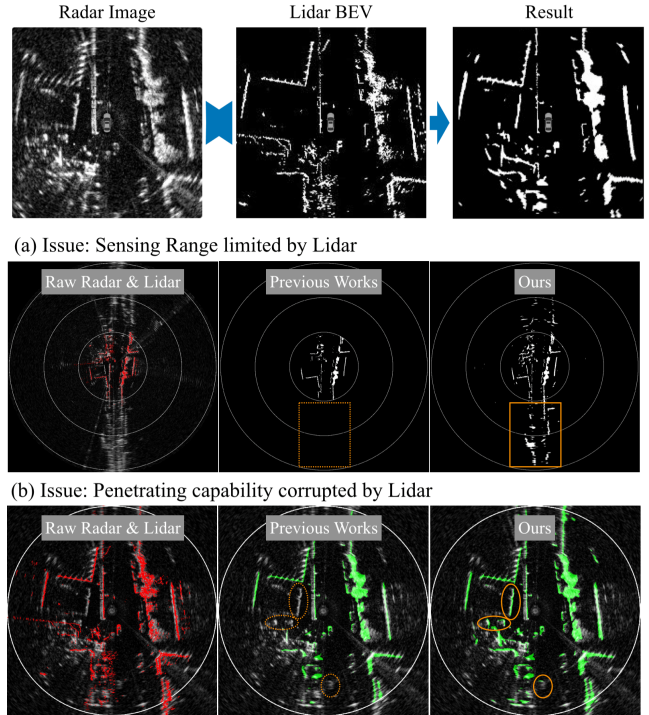 Radar Image Lidar BEV Result
(a) Issue: Sensing Range limited by Lidar
Raw Radar & Lidar Previous Works Ours
(b) Issue: Penetrating capability corrupted by Lidar
Raw Radar & Lidar Previous Works Ours